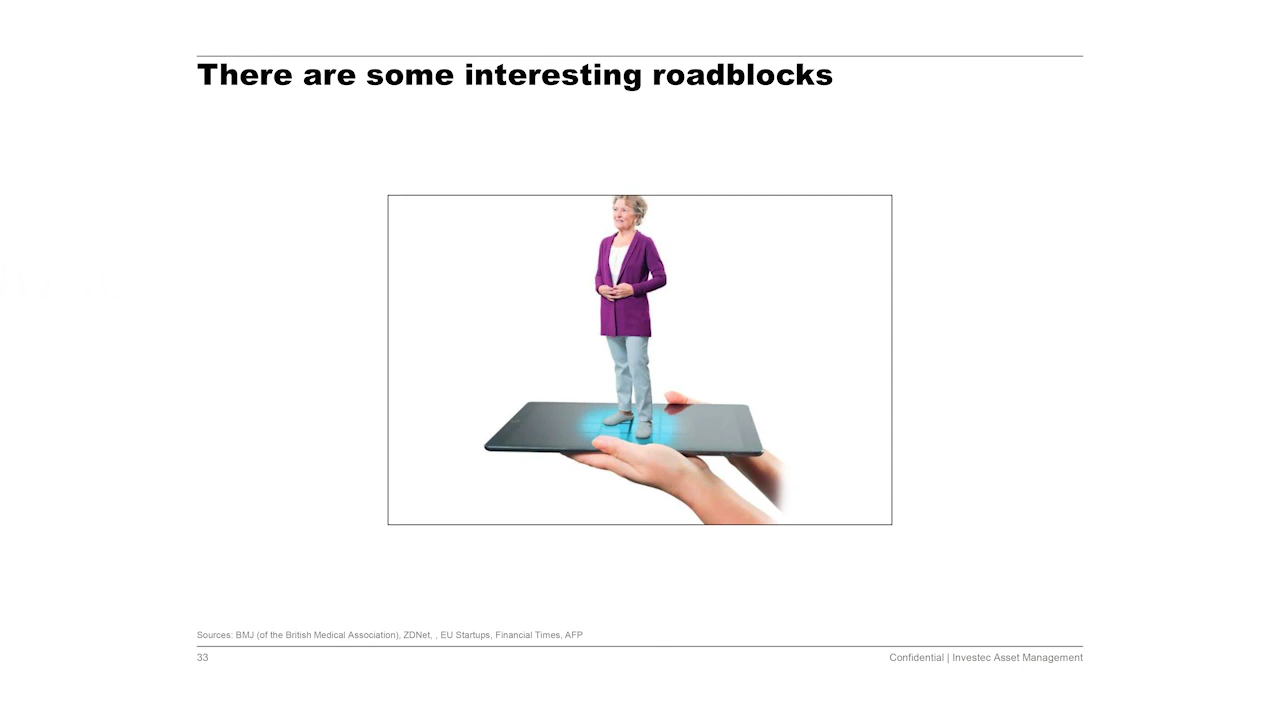 There are some interesting roadblocks
Sources: BMJ (of the British Medical Association), ZDNet, , EU Startups, Financial Times, AFP
33
Confidential | Investec Asset Management